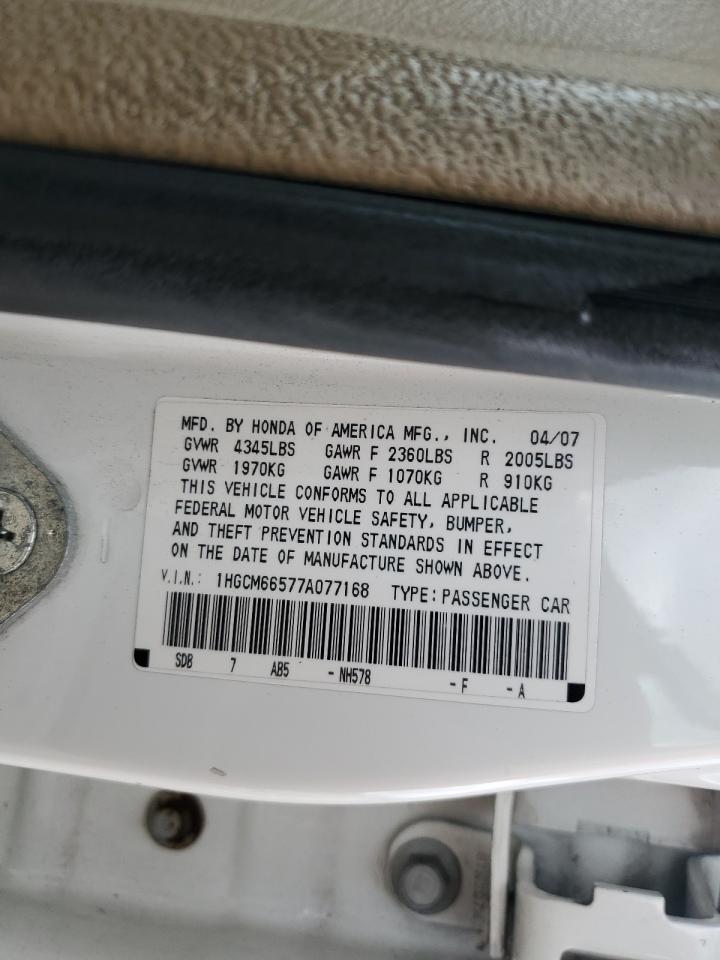 MFD. BY HONDA OF AMERICA MFG., INC. 04/07
GVWR 4345LBS GAWR F 2360LBS R 2005LBS
GVWR 1970KG GAWR F 1070KG R 910KG
THIS VEHICLE CONFORMS TO ALL APPLICABLE
FEDERAL MOTOR VEHICLE SAFETY, BUMPER,
AND THEFT PREVENTION STANDARDS IN EFFECT
ON THE DATE OF MANUFACTURE SHOWN ABOVE.
V.I.N.: 1HGCM66577A077168 TYPE:PASSENGER CAR
SDB 7 AB5 -NH578 -F -A